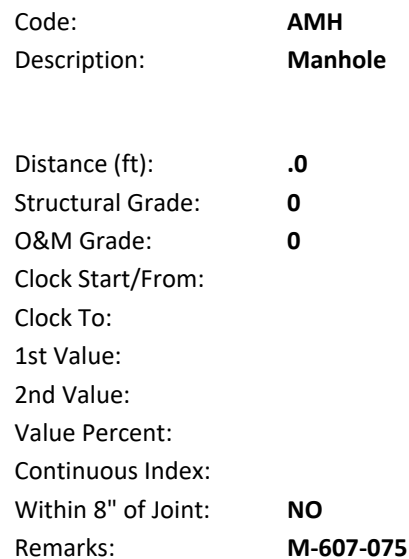 Code: AMH
Description: Manhole
Distance (ft): .0
Structural Grade: 0
O&M Grade: 0
Clock Start/From:
Clock To:
1st Value:
2nd Value:
Value Percent:
Continuous Index:
Within 8" of Joint: NO
Remarks: M-607-075